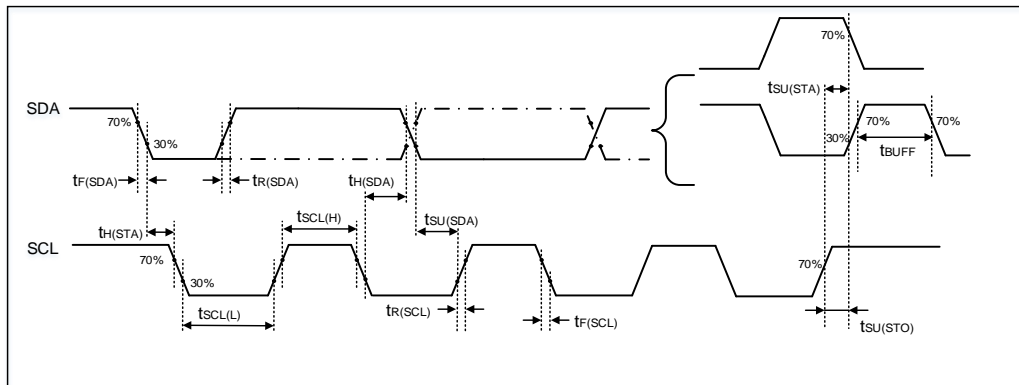 70%
tSU(STA)
SDA
70%
30%
30%
70%
70%
tBUFF
tF(SDA)
tR(SDA)
tH(SDA)
tH(STA)
tSCL(H)
tSU(SDA)
SCL
70%
30%
70%
tSCL(L)
tR(SCL)
tF(SCL)
tSU(STO)